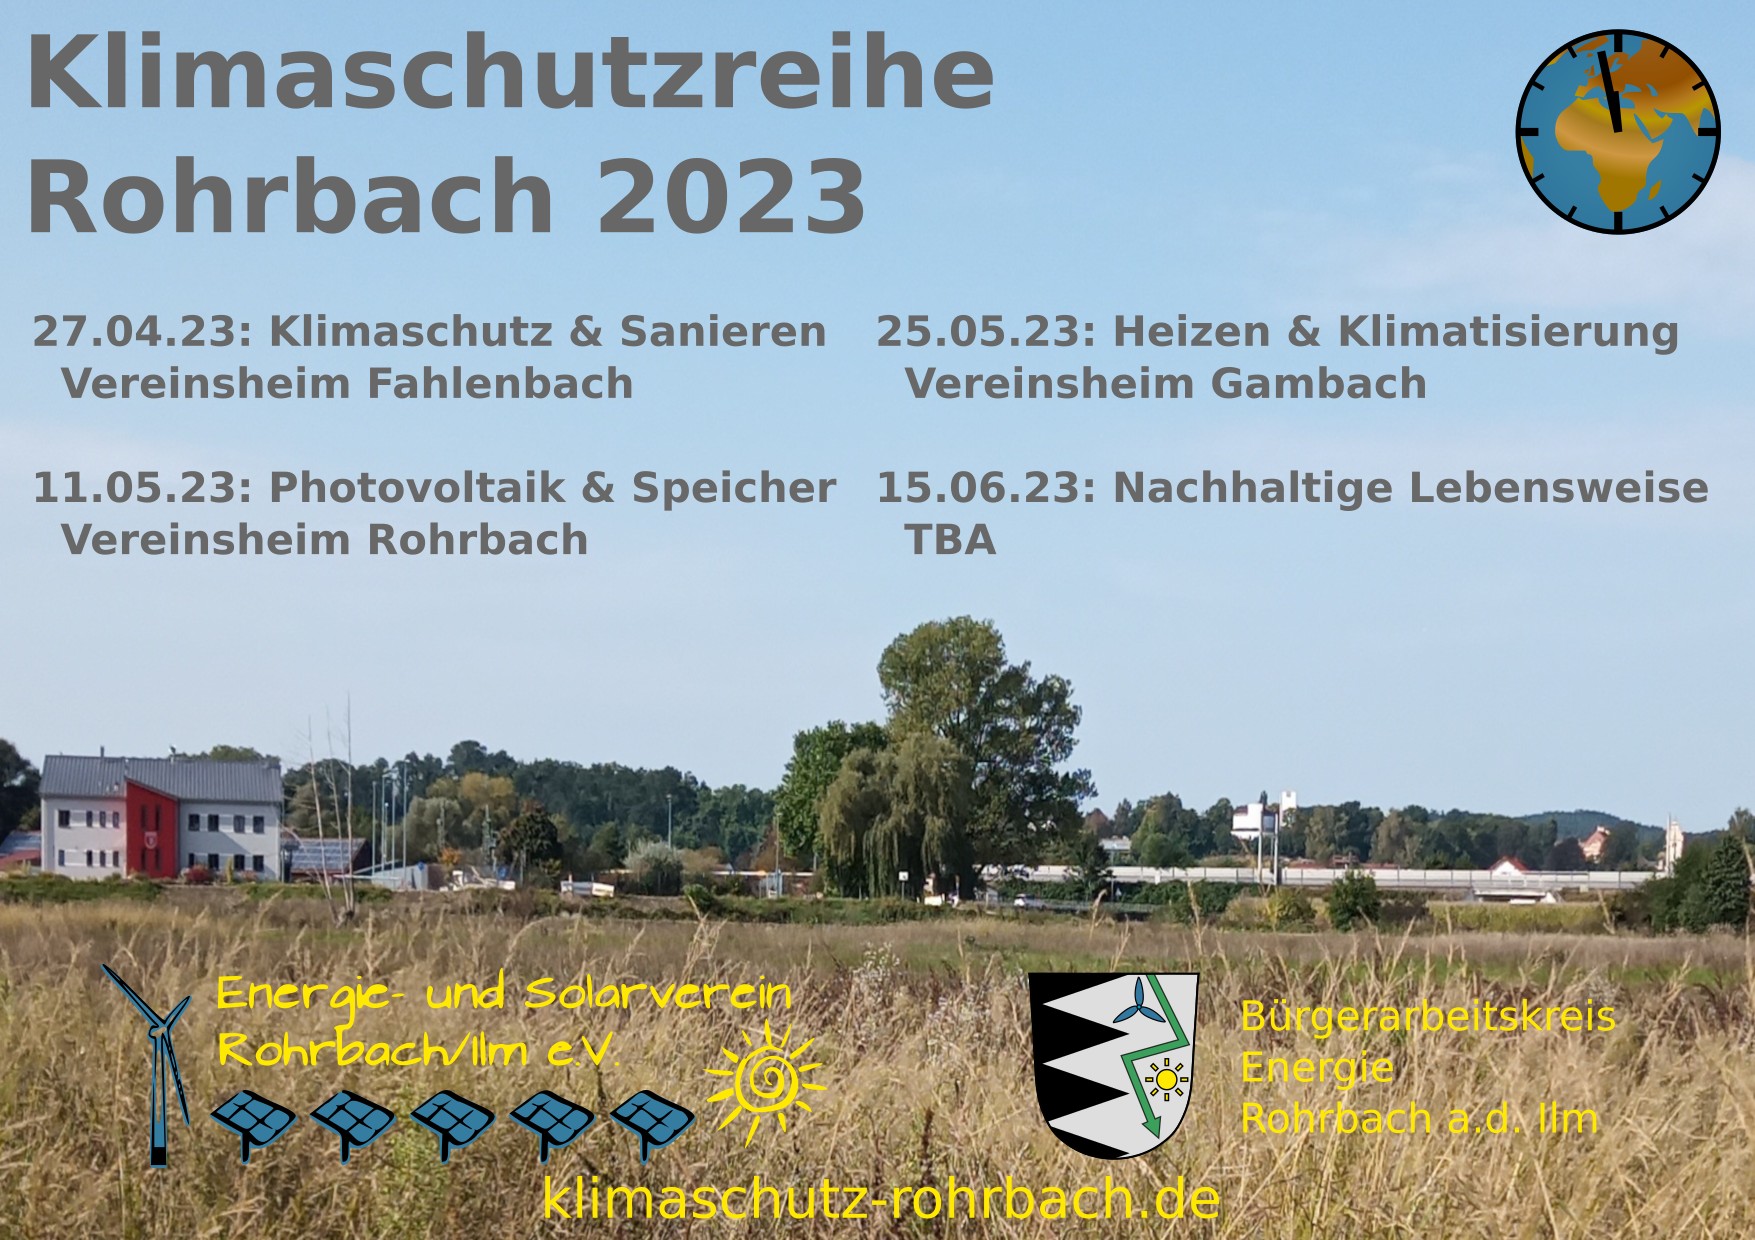 Klimaschutzreihe
Rohrbach 2023
27.04.23: Klimaschutz & Sanieren
Vereinsheim Fahlenbach
11.05.23: Photovoltaik & Speicher
Vereinsheim Rohrbach
25.05.23: Heizen & Klimatisierung
Vereinsheim Gambach
15.06.23: Nachhaltige Lebensweise
TBA
Energie- und Solarverein
Rohrbach/Ilm e.V.
Bürgerarbeitskreis
Energie
Rohrbach a.d. Ilm
klimaschutz-rohrbach.de